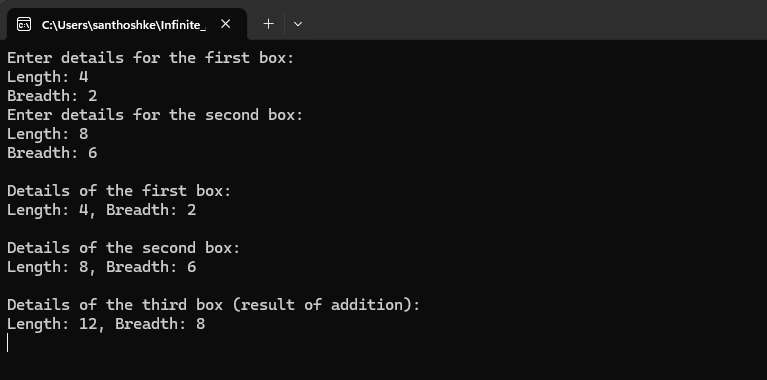 C:\Users\santhoshke\Infinite_
Enter details for the first box:
Length: 4
Breadth: 2
Enter details for the second box:
Length: 8
Breadth: 6
Details of the first box:
Length: 4, Breadth: 2
Details of the second box:
Length: 8, Breadth: 6
Details of the third box (result of addition):
Length: 12, Breadth: 8